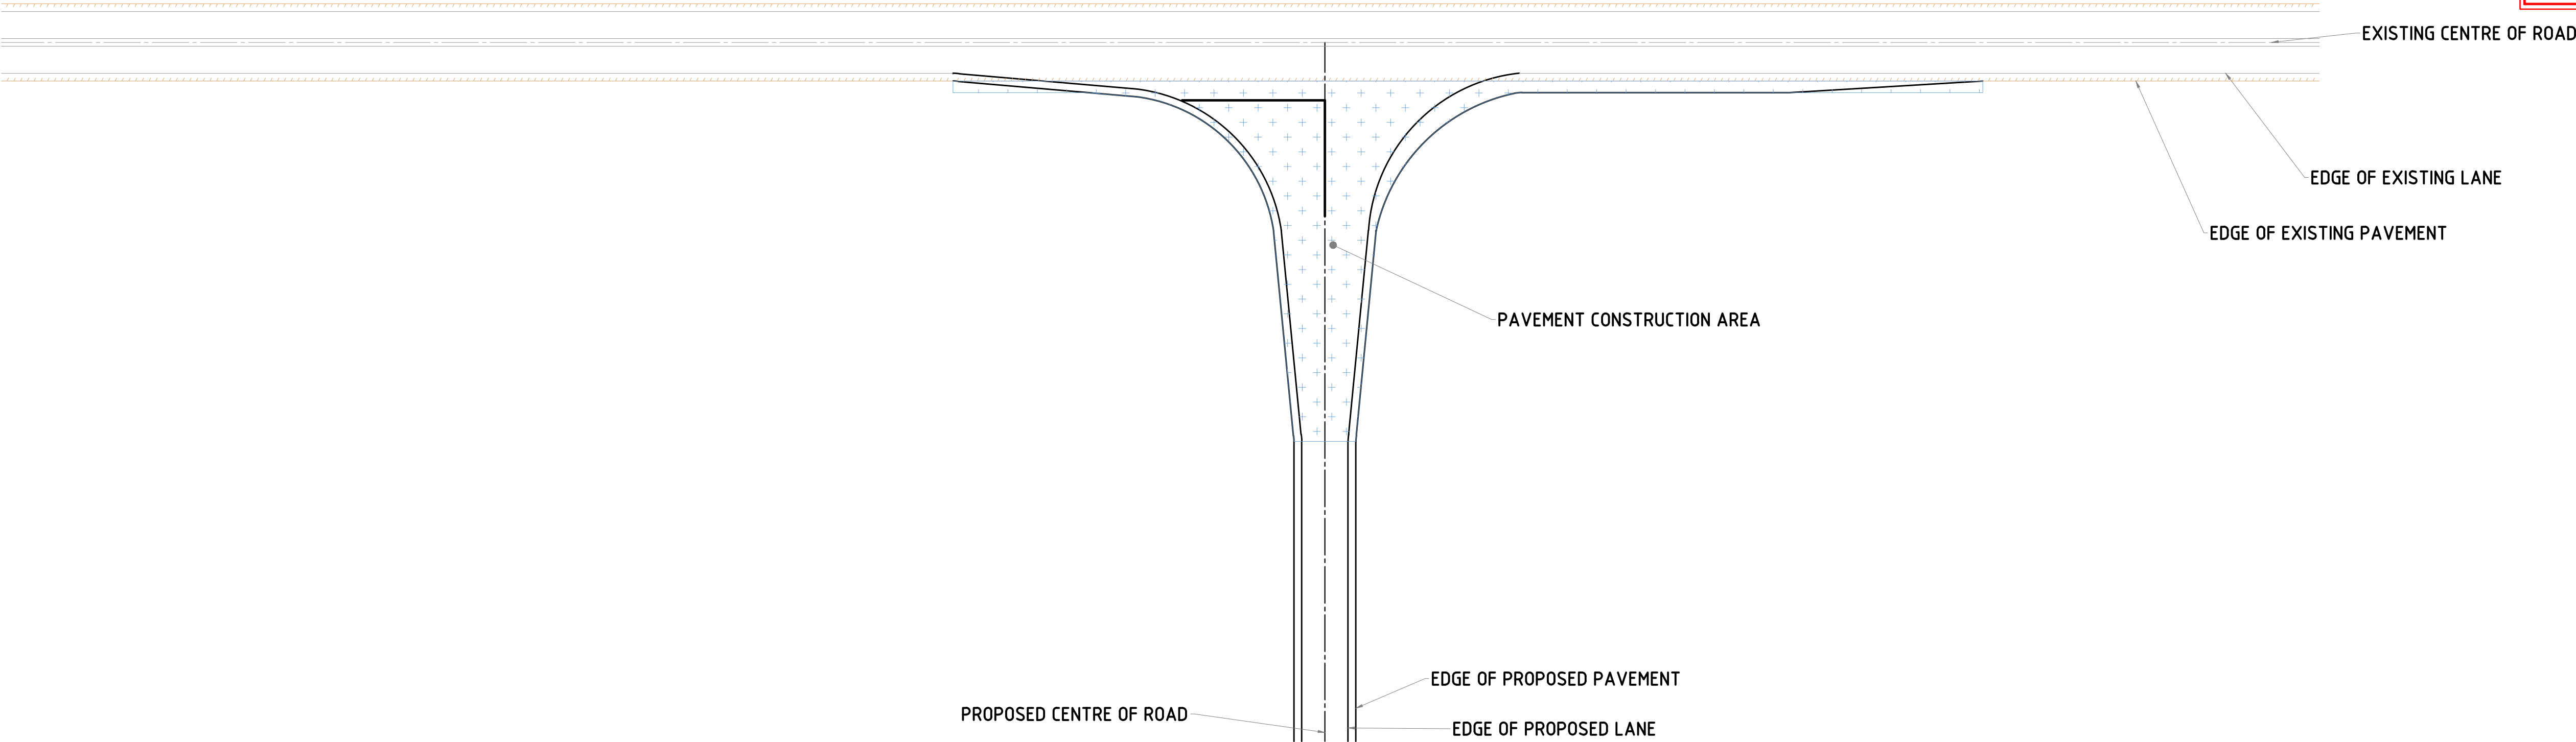 EXISTING CENTRE OF ROAD
EDGE OF EXISTING LANE
EDGE OF EXISTING PAVEMENT
PAVEMENT CONSTRUCTION AREA
EDGE OF PROPOSED PAVEMENT
PROPOSED CENTRE OF ROAD
EDGE OF PROPOSED LANE